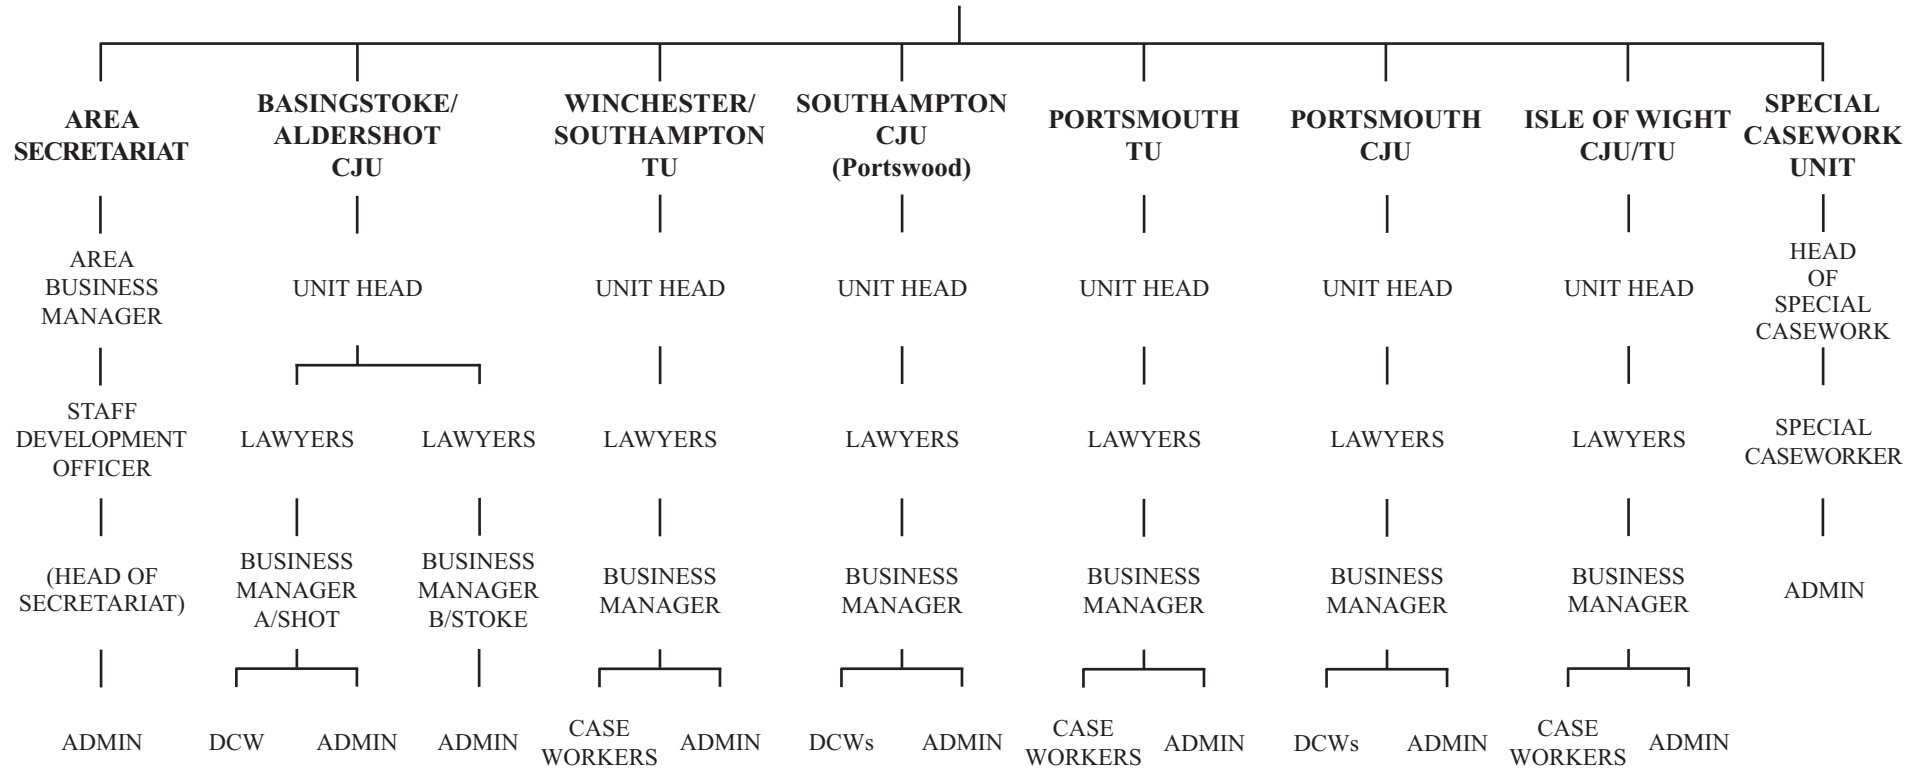 AREA
SECRETARIAT
BASINGSTOKE/
ALDERSHOT
CJU
WINCHESTER/
SOUTHAMPTON
TU
SOUTHAMPTON
CJU
(Portswood)
PORTSMOUTH
TU
PORTSMOUTH
CJU
ISLE OF WIGHT
CJU/TU
SPECIAL
CASEWORK
UNIT
AREA
BUSINESS
MANAGER
UNIT HEAD
UNIT HEAD
UNIT HEAD
UNIT HEAD
UNIT HEAD
UNIT HEAD
HEAD
OF
SPECIAL
CASEWORK
STAFF
DEVELOPMENT
OFFICER
LAWYERS
LAWYERS
LAWYERS
LAWYERS
LAWYERS
LAWYERS
LAWYERS
SPECIAL
CASEWORKER
(HEAD OF
SECRETARIAT)
BUSINESS
MANAGER
A/SHOT
BUSINESS
MANAGER
B/STOKE
BUSINESS
MANAGER
BUSINESS
MANAGER
BUSINESS
MANAGER
BUSINESS
MANAGER
BUSINESS
MANAGER
ADMIN
ADMIN
DCW
ADMIN
ADMIN
CASE
WORKERS
ADMIN
DCWs
ADMIN
CASE
WORKERS
ADMIN
DCWs
ADMIN
CASE
WORKERS
ADMIN